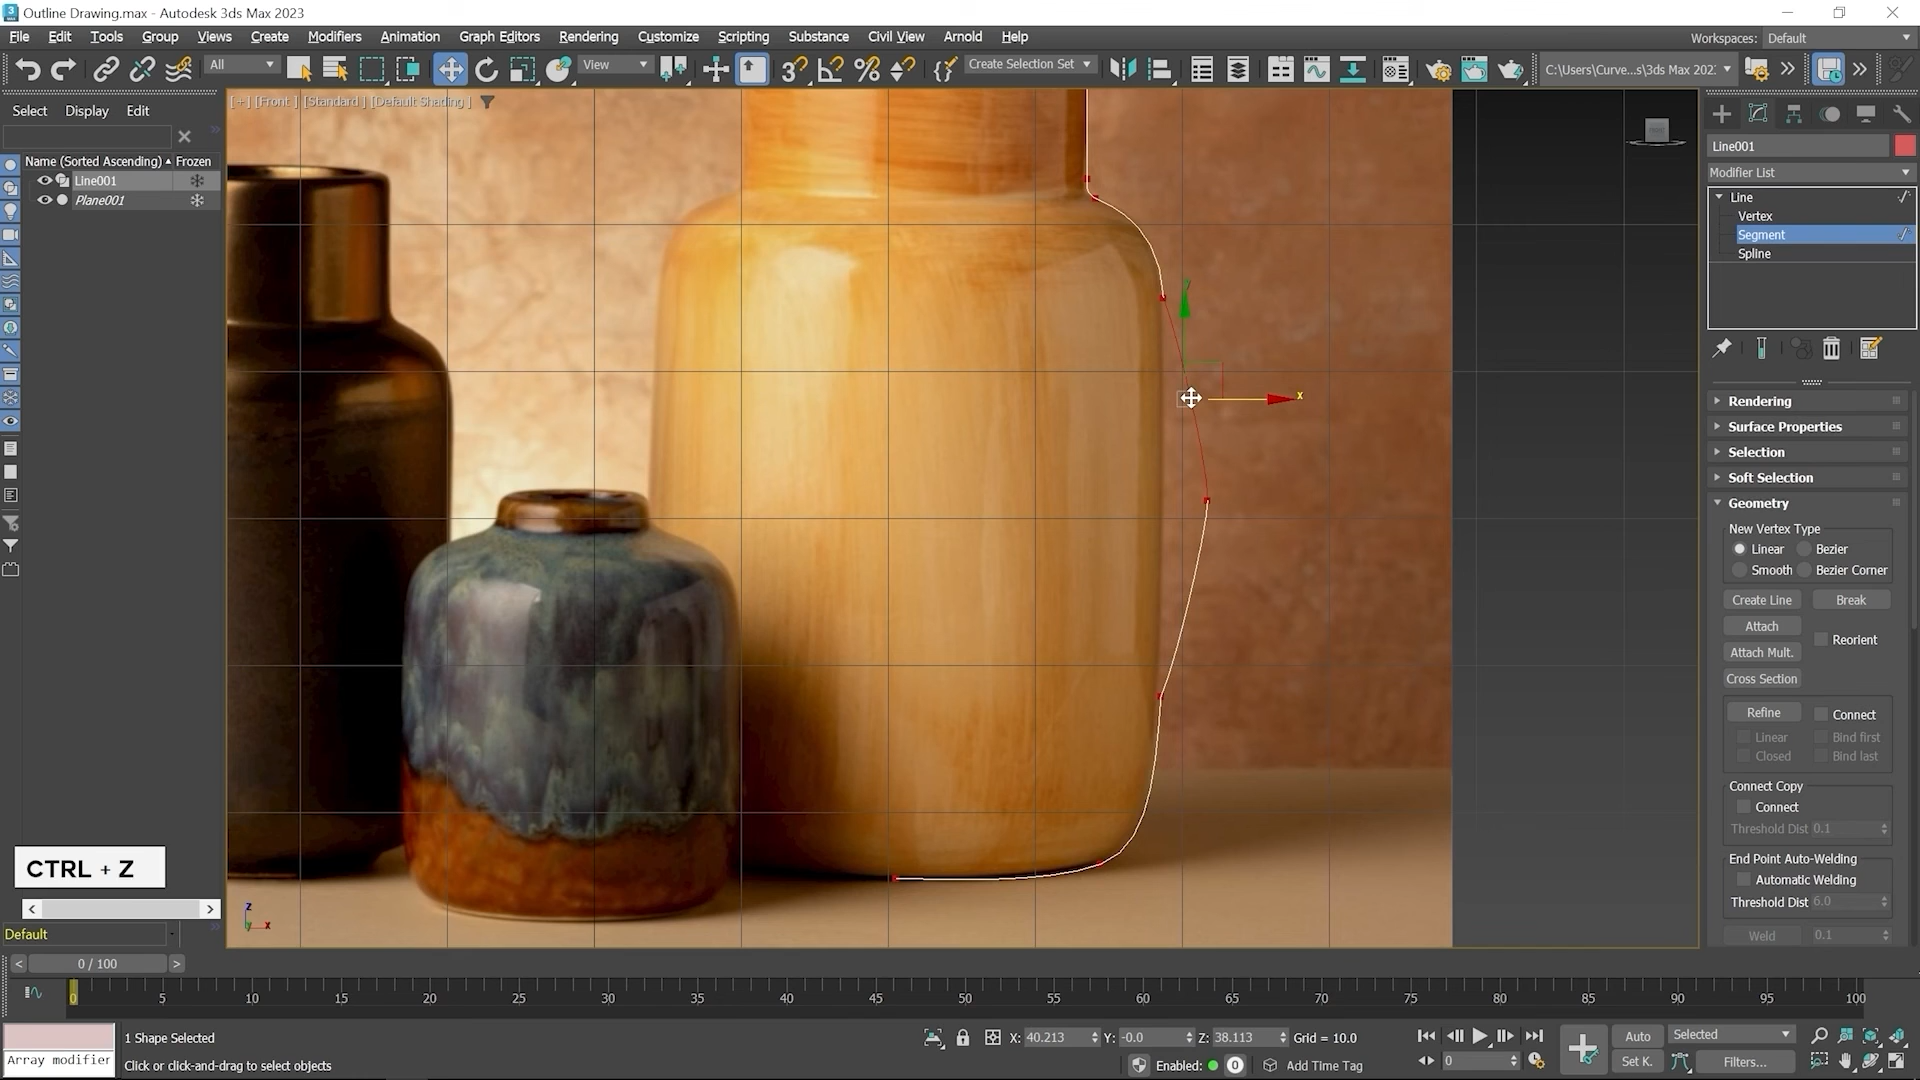 Outline Drawing.max - Autodesk 3ds Max 2023
File Edit Tools Group Views Create Modifiers Animation Graph Editors Rendering Customize Scripting Substance Civil View Arnold Help
Workspaces: Default
All
View
Create Selection Set
C:\Users\Curve...s\3ds Max 202
Select Display Edit
[+] [Front ] [Standard ] [Default Shading ]
Name (Sorted Ascending) Frozen
Line001
Plane001
Line001
Modifier List
Line
Vertex
Segment
Spline
x
Rendering
Surface Properties
Selection
Soft Selection
Geometry
New Vertex Type
Linear Bezier
Smooth Bezier Corner
Create Line Break
Attach
Reorient
Attach Mult.
Cross Section
Refine Connect
Linear Bind first
Closed Bind last
Connect Copy
Connect
Threshold Dist 0.1
End Point Auto-Welding
Automatic Welding
Threshold Dist 6.0
Weld 0.1
CTRL + Z
z
x
Default
0 / 100
0 5 10 15 20 25 30 35 40 45 50 55 60 65 70 75 80 85 90 95 100
1 Shape Selected
X: 40.213 Y: -0.0 Z: 38.113 Grid = 10.0
Auto Selected
Array modifier
Click or click-and-drag to select objects
Enabled: 0
Add Time Tag
0
Set K. Filters...